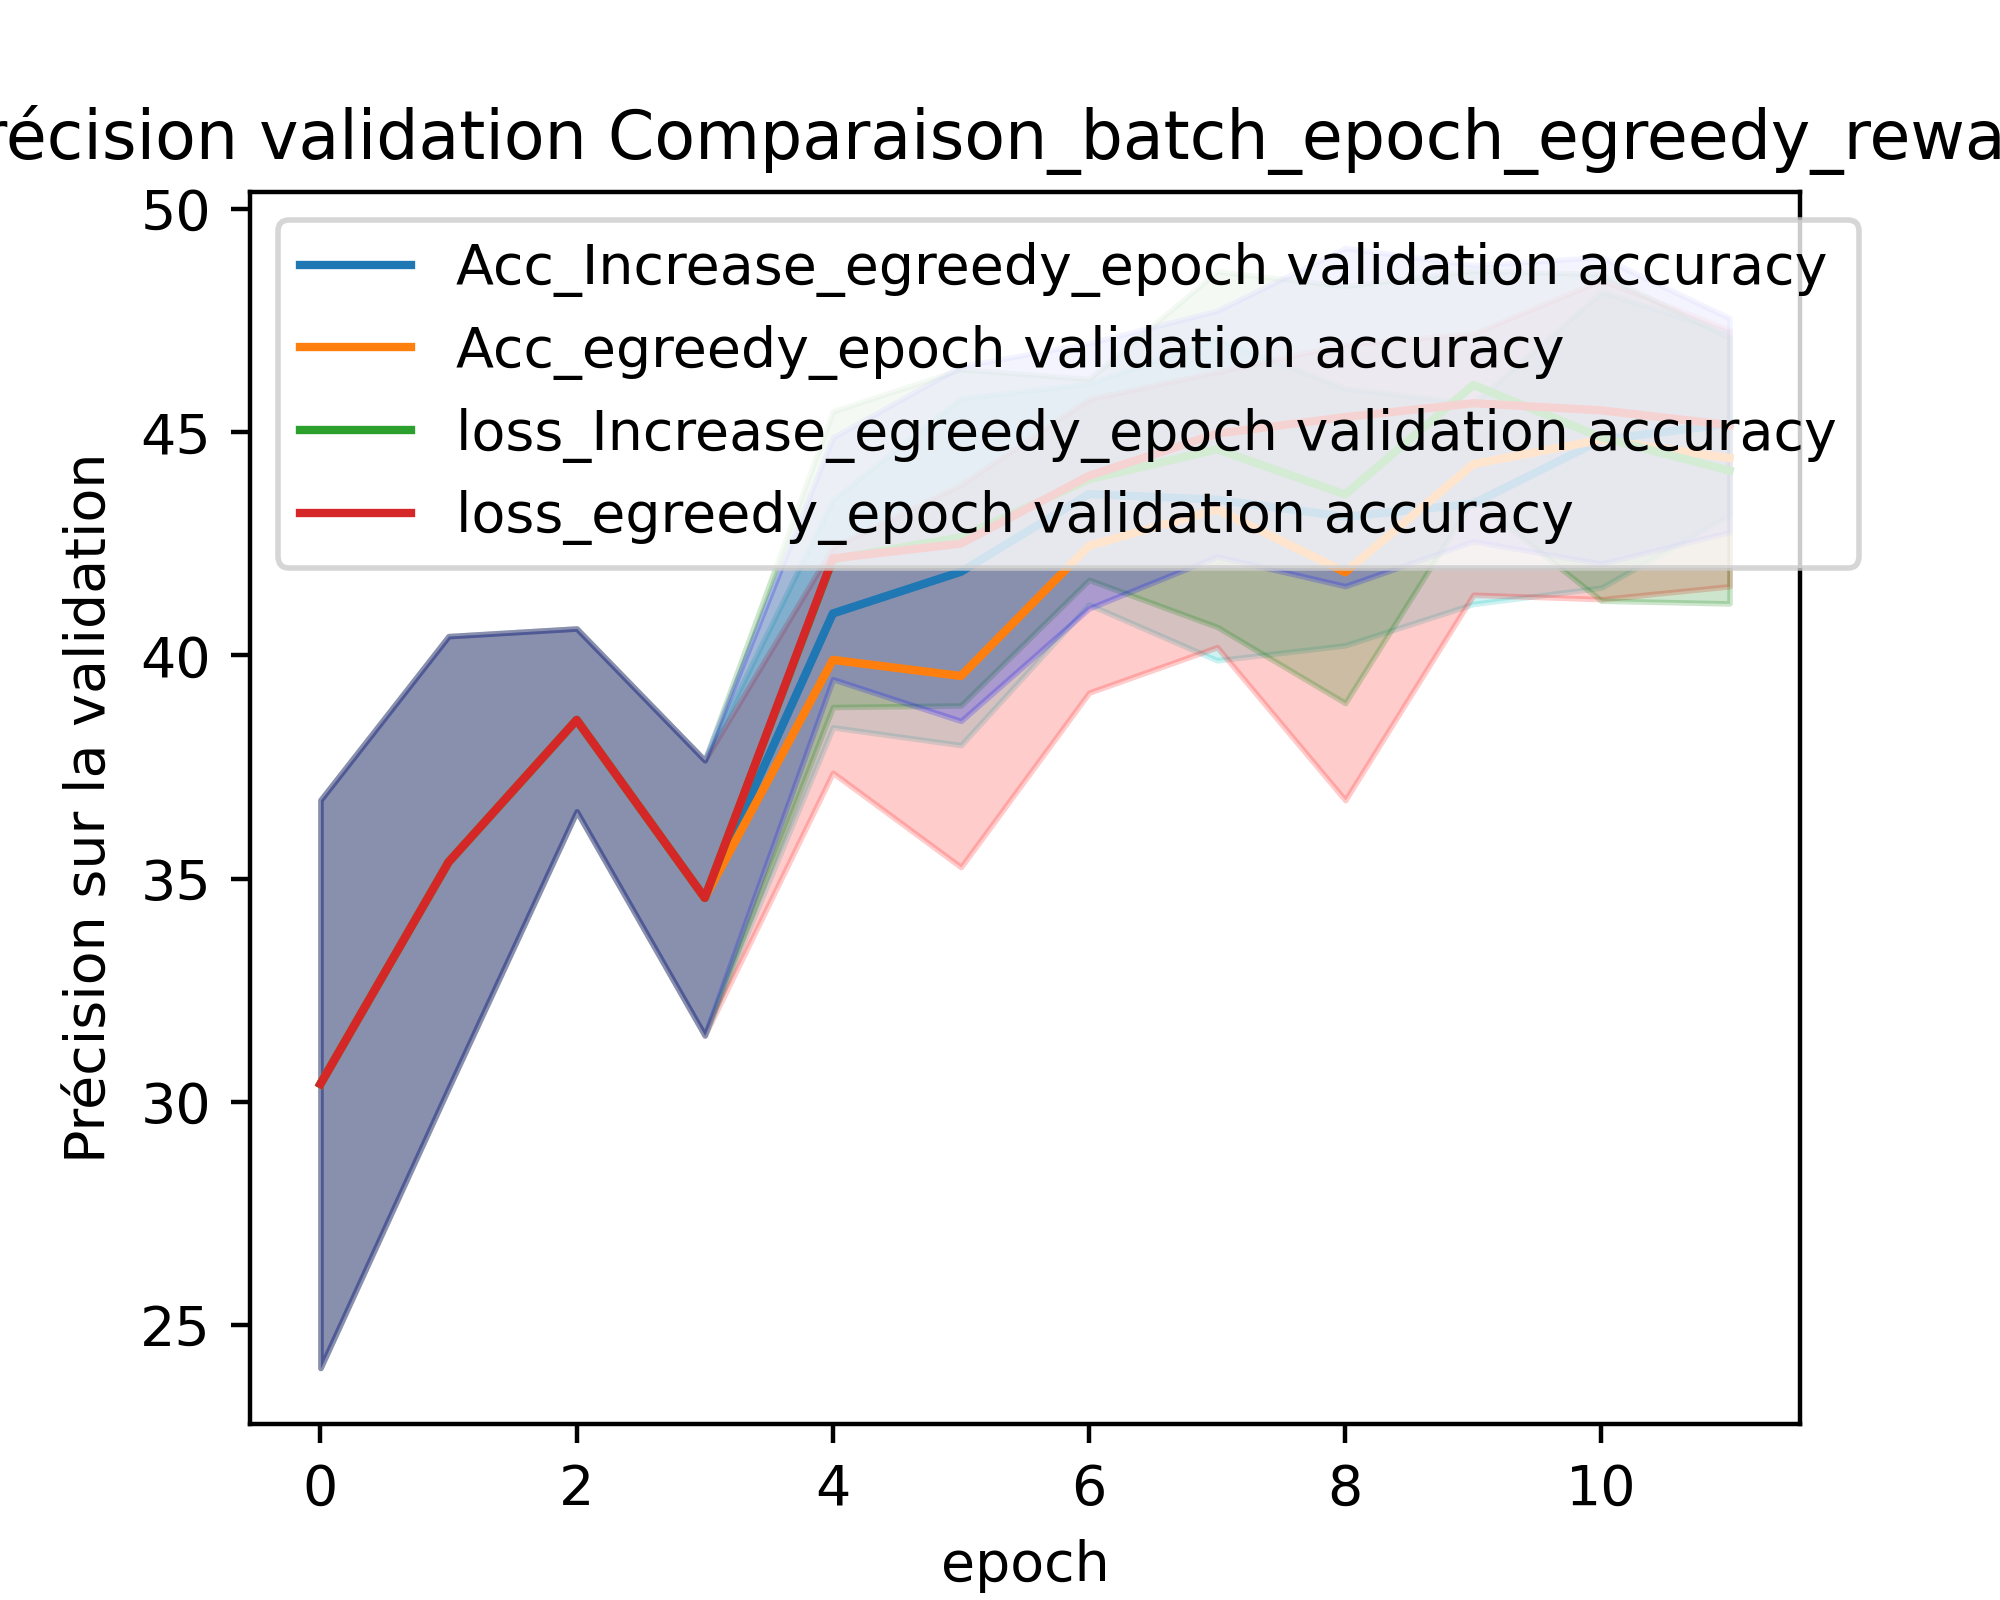 récision validation Comparaison_batch_epoch_egreedy_rewa
50
45
40
35
30
25
Précision sur la validation
Acc_Increase_egreedy_epoch validation accuracy
Acc_egreedy_epoch validation accuracy
loss_Increase_egreedy_epoch validation accuracy
loss_egreedy_epoch validation accuracy
0 2 4 6 8 10
epoch